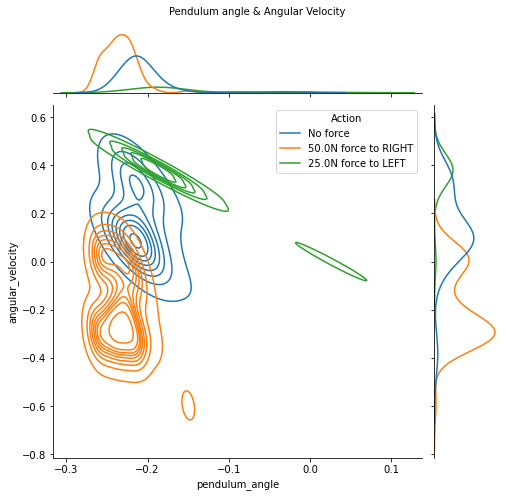 Pendulum angle & Angular Velocity
Action
No force
50.0N force to RIGHT
25.0N force to LEFT
0.6
0.4
0.2
0.0
−0.2
−0.4
−0.6
−0.8
angular_velocity
−0.3 −0.2 −0.1 0.0 0.1
pendulum_angle